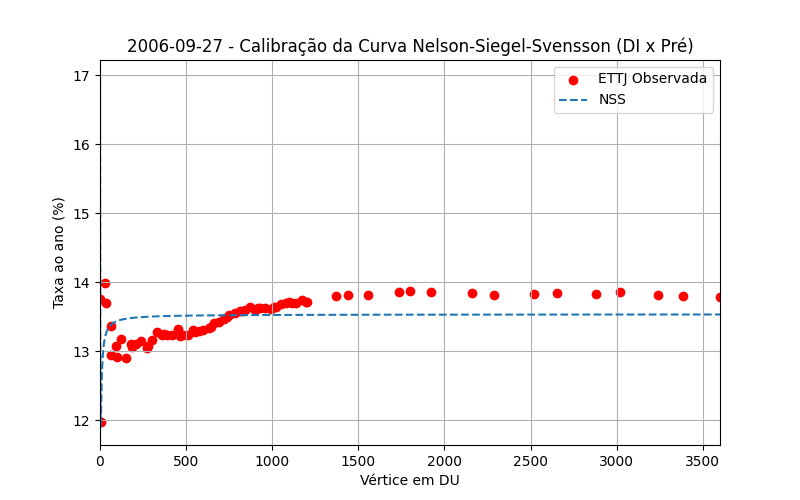 2006-09-27 - Calibração da Curva Nelson-Siegel-Svensson (DI x Pré)
ETTJ Observada
NSS
Taxa ao ano (%)
17
16
15
14
13
12
0 500 1000 1500 2000 2500 3000 3500
Vértice em DU